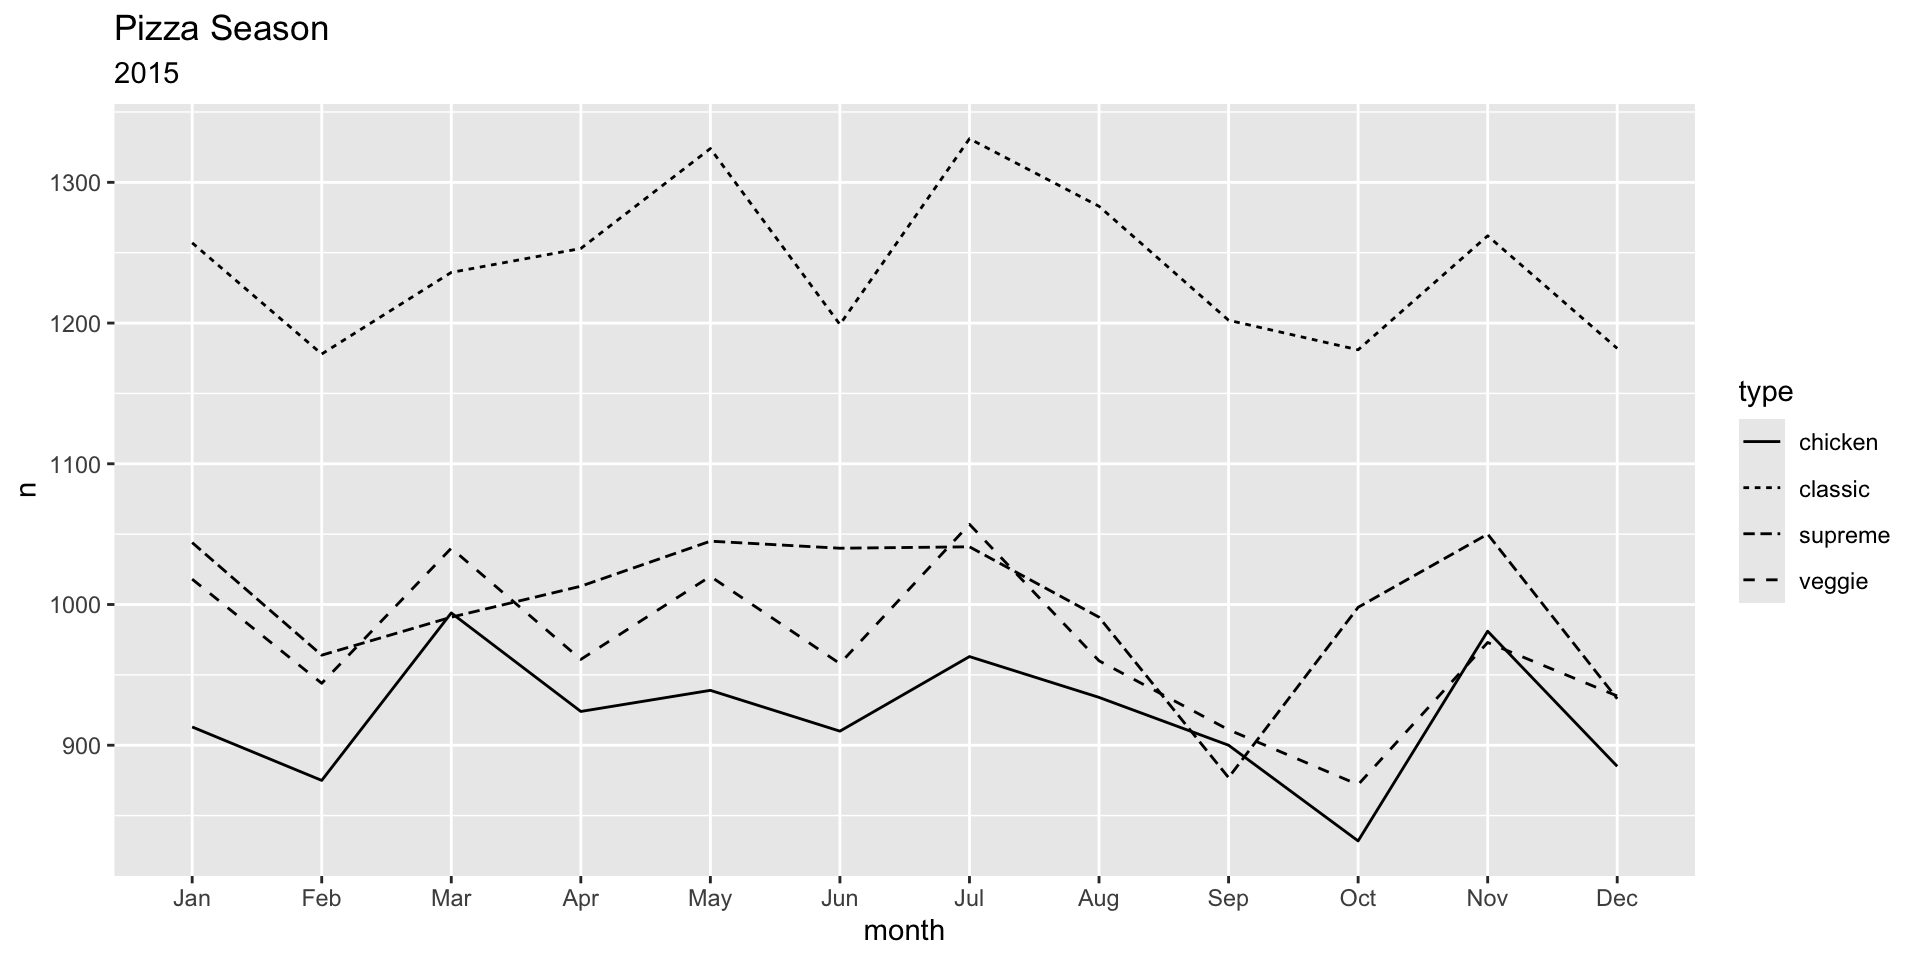 Pizza Season
2015
1300
1200
1100
1000
900
n
Jan Feb Mar Apr May Jun Jul Aug Sep Oct Nov Dec
month
type
chicken
classic
supreme
veggie